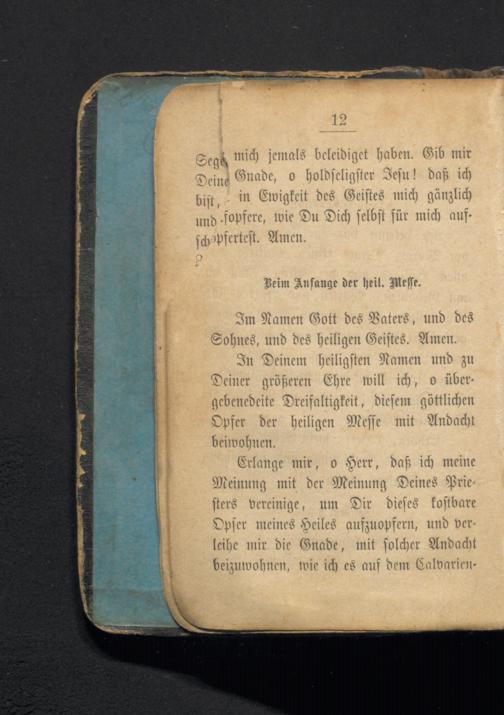 12
Sege mich jemals beleidiget haben. Gib mir
Deine Gnade, o holdseligster Jesu! daß ich
bist, in Ewigkeit des Geistes mich gänzlich
und -sopfere, wie Du Dich selbst für mich auf-
sch opfertest. Amen.
Beim Anfange der heil. Messe.
Im Namen Gott des Vaters, und des
Sohnes, und des heiligen Geistes. Amen.
In Deinem heiligsten Namen und zu
Deiner größeren Ehre will ich, o über-
gebenedeite Dreifaltigkeit, diesem göttlichen
Opfer der heiligen Messe mit Andacht
beiwohnen.
Erlange mir, o Herr, daß ich meine
Meinung mit der Meinung Deines Prie-
sters vereinige, um Dir dieses kostbare
Opfer meines Heiles aufzuopfern, und ver-
leihe mir die Gnade, mit solcher Andacht
beizuwohnen, wie ich es auf dem Calvarien-